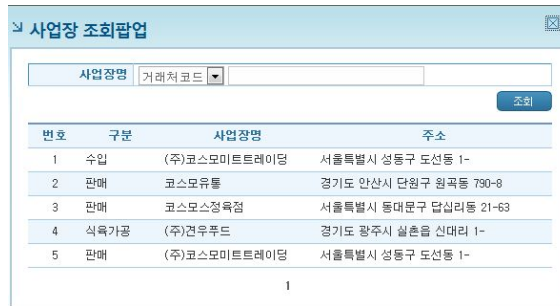 사업장 조회팝업
사업장명 거래처코드
조회
번호 구분 사업장명 주소
1 수입 (주)코스모미트트레이딩 서울특별시 성동구 도선동 1-
2 판매 코스모유통 경기도 안산시 단원구 원곡동 790-8
3 판매 코스모스정육점 서울특별시 동대문구 답십리동 21-63
4 식육가공 (주)견우푸드 경기도 광주시 실촌읍 신대리 1-
5 판매 (주)코스모미트트레이딩 서울특별시 성동구 도선동 1-
1